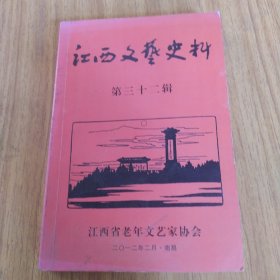 江西文藝史料
第三十二辑
江西省老年文艺家协会
二〇一二年二月·南昌